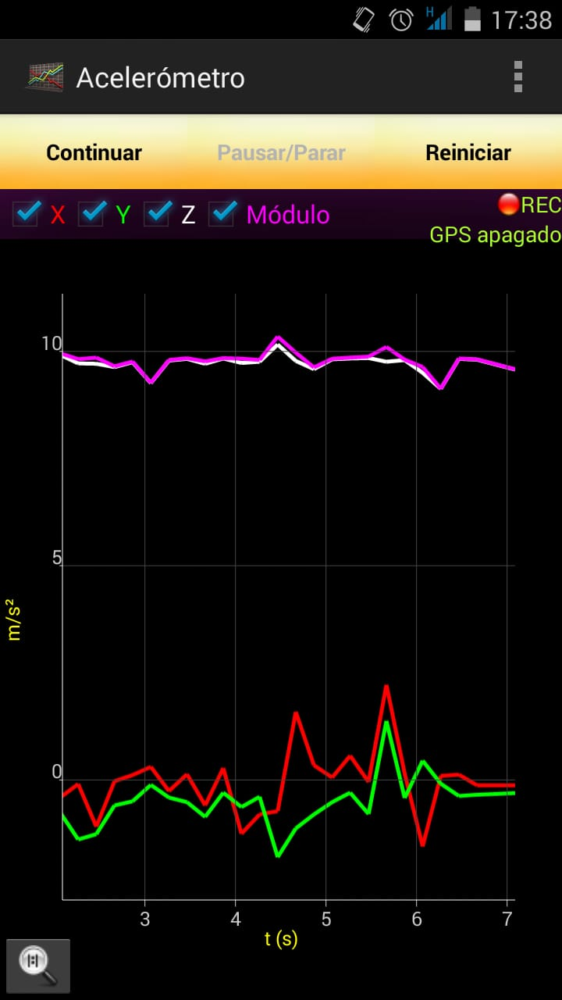 H 17:38
Acelerómetro
Continuar Pausar/Parar Reiniciar
X Y Z Módulo REC
GPS apagado
10
5
m/s²
0
3 4 5 6 7
t (s)